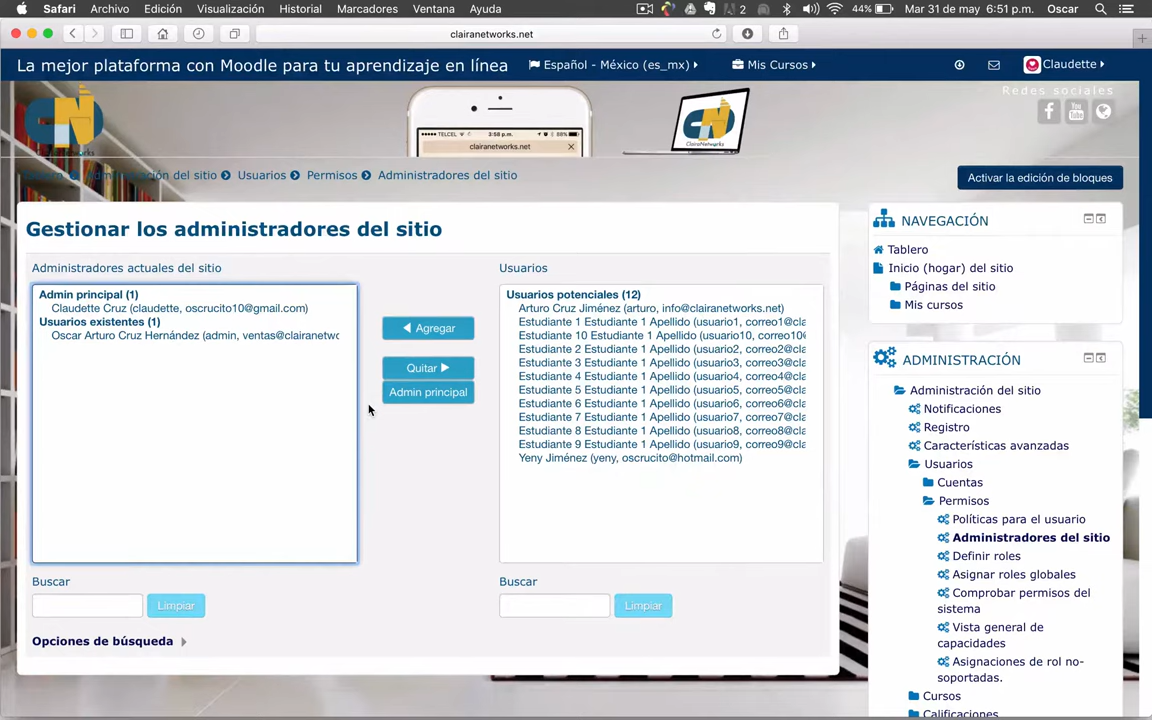 Safari Archivo Edición Visualización Historial Marcadores Ventana Ayuda 2 44% Mar 31 de may 6:51 p.m. Oscar
clairanetworks.net
La mejor plataforma con Moodle para tu aprendizaje en línea Español - México (es_mx) Mis Cursos Claudette
Redes sociales
You Tube
TELCEL 3:58 p.m. 88%
clairanetworks.net
ClairaNetworks
Administración del sitio Usuarios Permisos Administradores del sitio
Activar la edición de bloques
Gestionar los administradores del sitio
Administradores actuales del sitio
Admin principal (1)
Claudette Cruz (claudette, oscrucito10@gmail.com)
Usuarios existentes (1)
Oscar Arturo Cruz Hernández (admin, ventas@clairanetwo
Agregar
Quitar
Admin principal
Usuarios
Usuarios potenciales (12)
Arturo Cruz Jiménez (arturo, info@clairanetworks.net)
Estudiante 1 Estudiante 1 Apellido (usuario1, correo1@cla
Estudiante 10 Estudiante 1 Apellido (usuario10, correo10@
Estudiante 2 Estudiante 1 Apellido (usuario2, correo2@cla
Estudiante 3 Estudiante 1 Apellido (usuario3, correo3@cla
Estudiante 4 Estudiante 1 Apellido (usuario4, correo4@cla
Estudiante 5 Estudiante 1 Apellido (usuario5, correo5@cla
Estudiante 6 Estudiante 1 Apellido (usuario6, correo6@cla
Estudiante 7 Estudiante 1 Apellido (usuario7, correo7@cla
Estudiante 8 Estudiante 1 Apellido (usuario8, correo8@cla
Estudiante 9 Estudiante 1 Apellido (usuario9, correo9@cla
Yeny Jiménez (yeny, oscrucito@hotmail.com)
Buscar
Limpiar
Buscar
Limpiar
Opciones de búsqueda
NAVEGACIÓN
Tablero
Inicio (hogar) del sitio
Páginas del sitio
Mis cursos
ADMINISTRACIÓN
Administración del sitio
Notificaciones
Registro
Características avanzadas
Usuarios
Cuentas
Permisos
Políticas para el usuario
Administradores del sitio
Definir roles
Asignar roles globales
Comprobar permisos del
sistema
Vista general de
capacidades
Asignaciones de rol no-
soportadas.
Cursos
Calificaciones